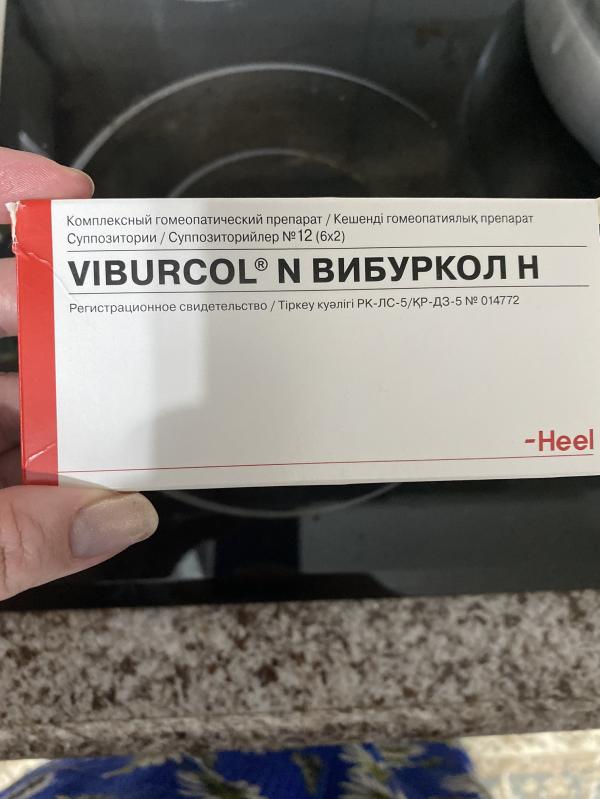 Комплексный гомеопатический препарат / Кешенді гомеопатиялық препарат
Суппозитории / Суппозиторийлер №12 (6x2)
VIBURCOL® N ВИБУРКОЛ Н
Регистрационное свидетельство / Тіркеу куәлігі РК-ЛС-5/ҚР-ДЗ-5 № 014772
-Heel